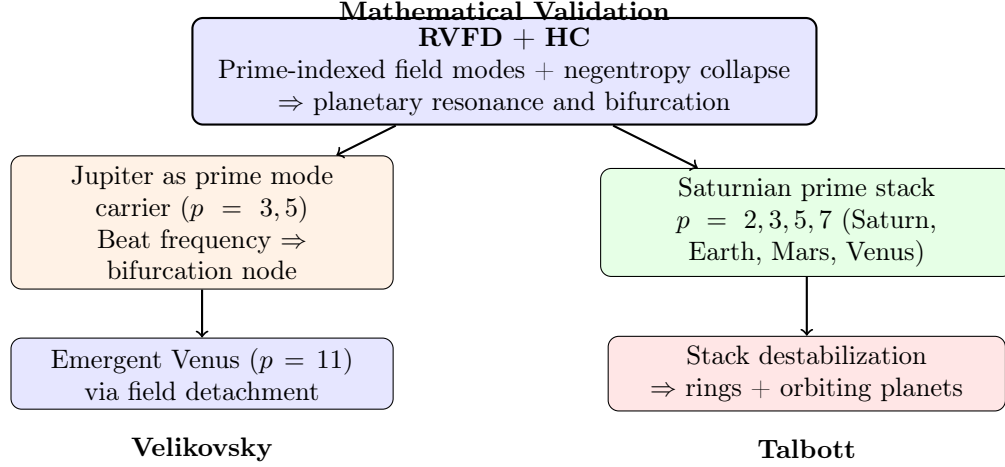 Mathematical Validation
RVFD + HC
Prime-indexed field modes + negentropy collapse
⇒ planetary resonance and bifurcation
Jupiter as prime mode
carrier (p = 3, 5)
Beat frequency ⇒
bifurcation node
Saturnian prime stack
p = 2, 3, 5, 7 (Saturn,
Earth, Mars, Venus)
Emergent Venus (p = 11)
via field detachment
Stack destabilization
⇒ rings + orbiting planets
Velikovsky
Talbott